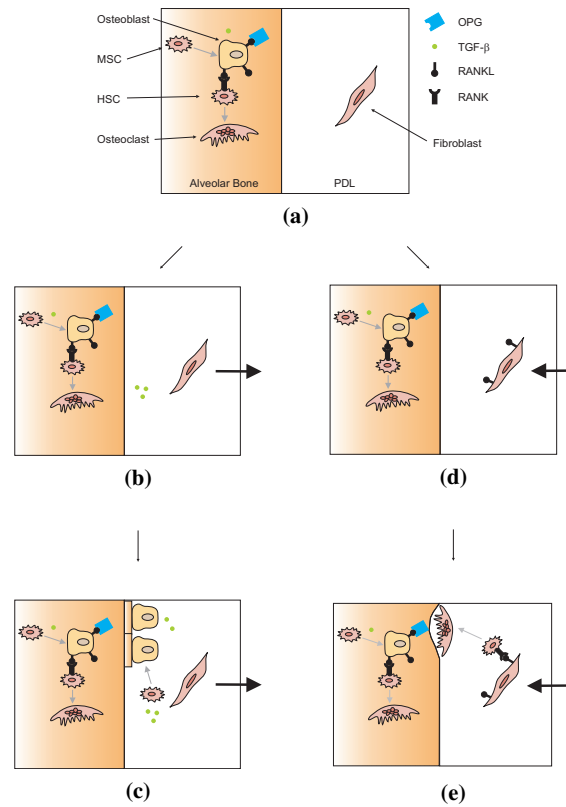 Osteoblast
MSC
HSC
Osteoclast
OPG
TGF-β
RANKL
RANK
Fibroblast
Alveolar Bone
PDL
(a)
(b)
(d)
(c)
(e)